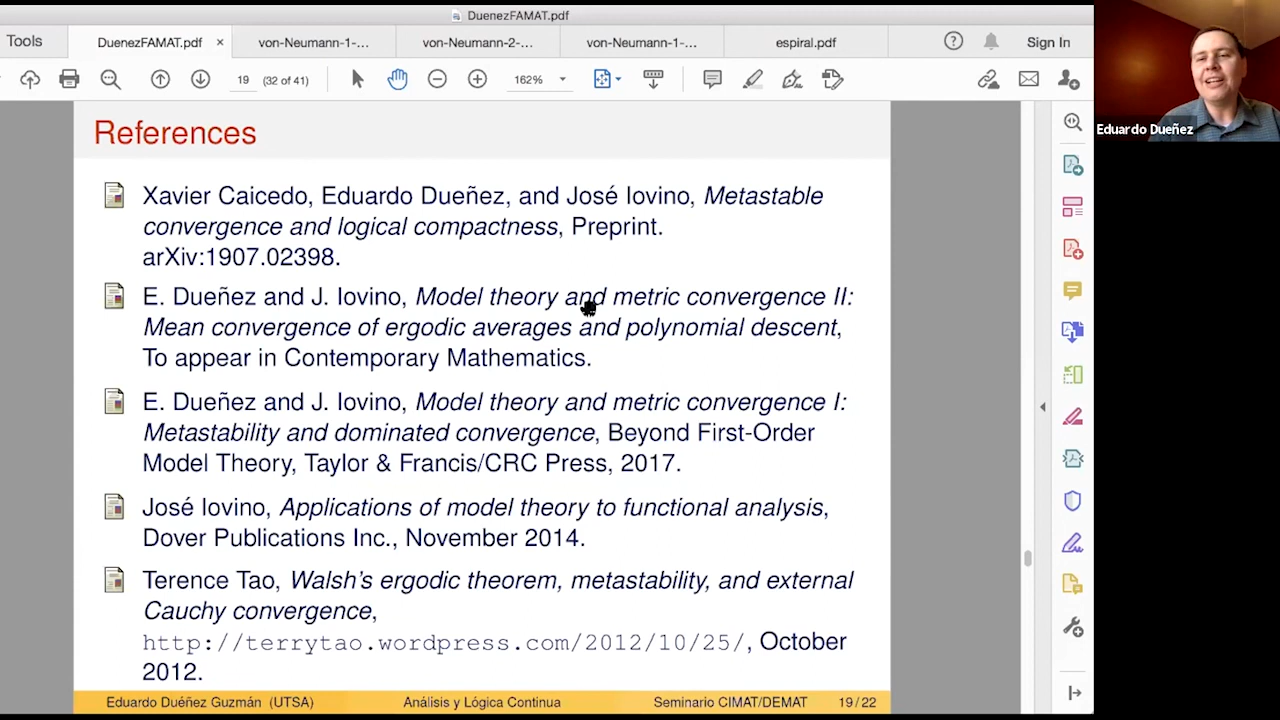 DuenezFAMAT.pdf
Tools
DuenezFAMAT.pdf ×
von-Neumann-1-...
von-Neumann-2-...
von-Neumann-1-...
espiral.pdf
Sign In
19 (32 of 41)
162%
Eduardo Dueñez
References
Xavier Caicedo, Eduardo Dueñez, and José Iovino, Metastable
convergence and logical compactness, Preprint.
arXiv:1907.02398.
E. Dueñez and J. Iovino, Model theory and metric convergence II:
Mean convergence of ergodic averages and polynomial descent,
To appear in Contemporary Mathematics.
E. Dueñez and J. Iovino, Model theory and metric convergence I:
Metastability and dominated convergence, Beyond First-Order
Model Theory, Taylor & Francis/CRC Press, 2017.
José Iovino, Applications of model theory to functional analysis,
Dover Publications Inc., November 2014.
Terence Tao, Walsh's ergodic theorem, metastability, and external
Cauchy convergence,
http://terrytao.wordpress.com/2012/10/25/, October
2012.
Eduardo Duéñez Guzmán (UTSA)
Análisis y Lógica Continua
Seminario CIMAT/DEMAT
19 / 22